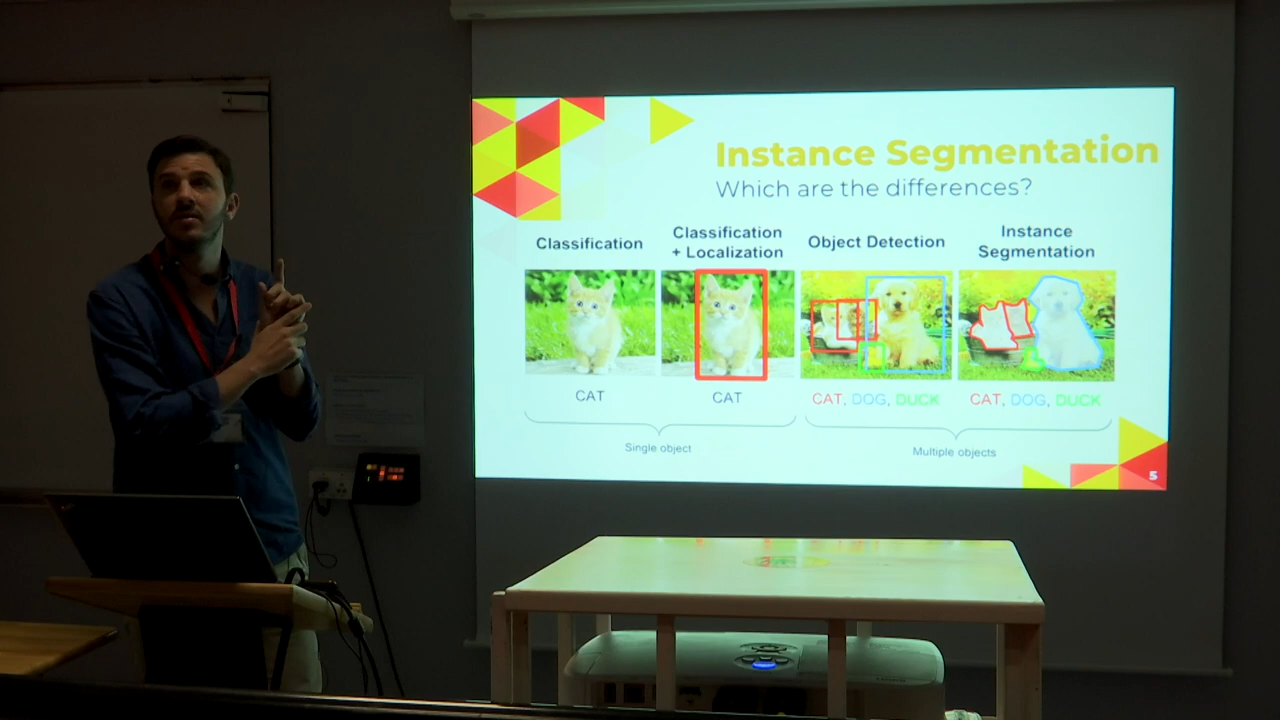 Instance Segmentation
Which are the differences?
Classification
Classification
+ Localization
Object Detection
Instance
Segmentation
CAT
CAT
CAT, DOG, DUCK
CAT, DOG, DUCK
Single object
Multiple objects
5